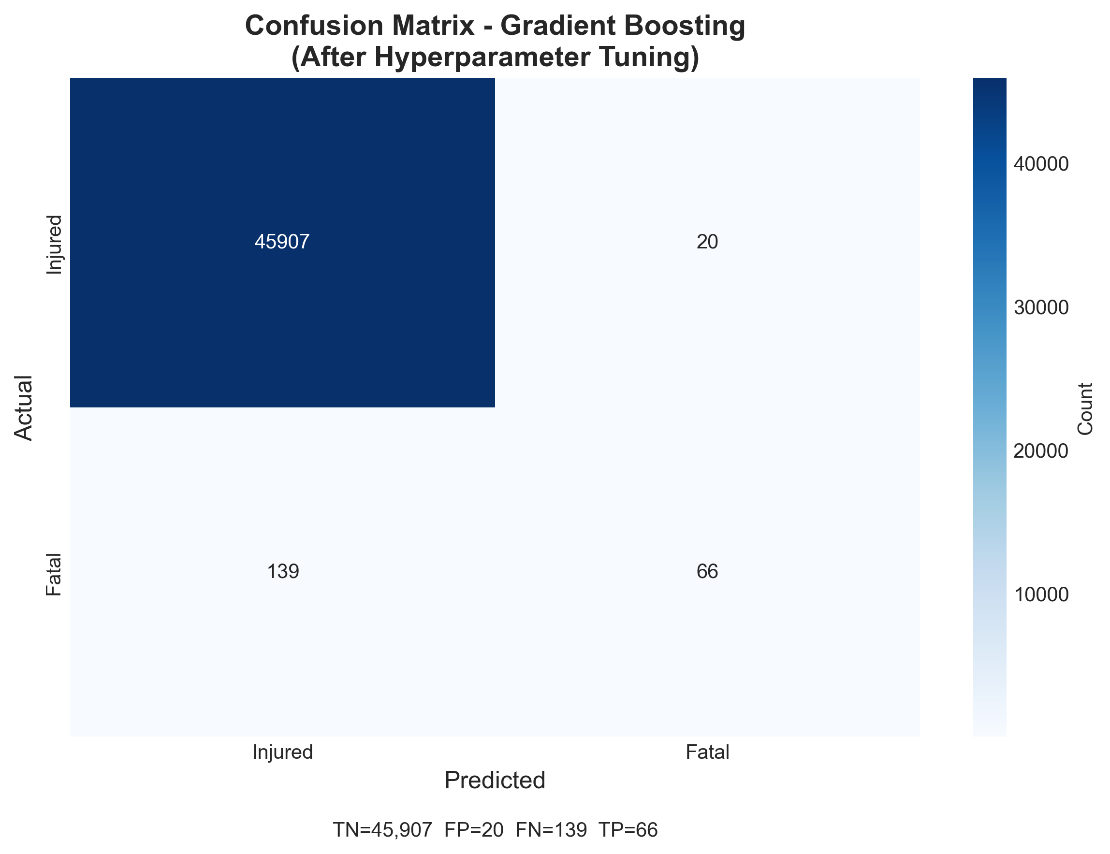 Confusion Matrix - Gradient Boosting
(After Hyperparameter Tuning)
Actual
Injured
45907
20
Fatal
139
66
Injured
Fatal
Predicted
40000
30000
20000
10000
Count
TN=45,907 FP=20 FN=139 TP=66